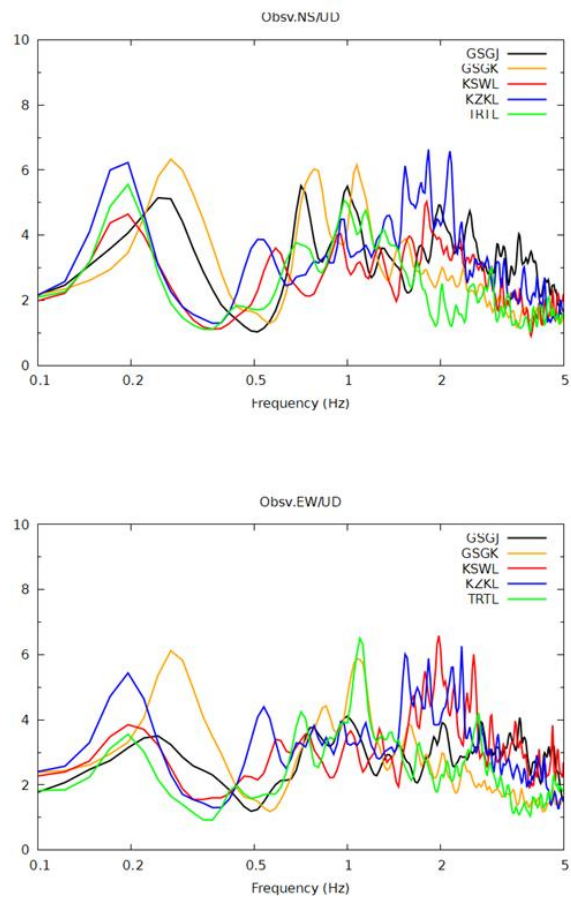 Obsv.NS/UD
10
GSGJ
GSGK
KSWL
KZKL
TRTL
8
6
4
2
0
0.1 0.2 0.5 1 2 5
Frequency (Hz)
Obsv.EW/UD
10
GSGJ
GSGK
KSWL
KZKL
TRTL
8
6
4
2
0
0.1 0.2 0.5 1 2 5
Frequency (Hz)